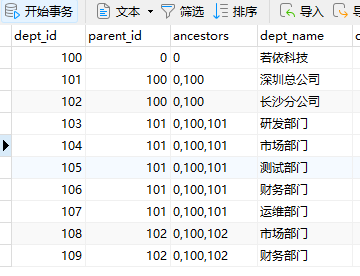 开始事务 文本 筛选 排序 导入 导
dept_id parent_id ancestors dept_name
100 0 0 若依科技
101 100 0,100 深圳总公司
102 100 0,100 长沙分公司
103 101 0,100,101 研发部门
104 101 0,100,101 市场部门
105 101 0,100,101 测试部门
106 101 0,100,101 财务部门
107 101 0,100,101 运维部门
108 102 0,100,102 市场部门
109 102 0,100,102 财务部门